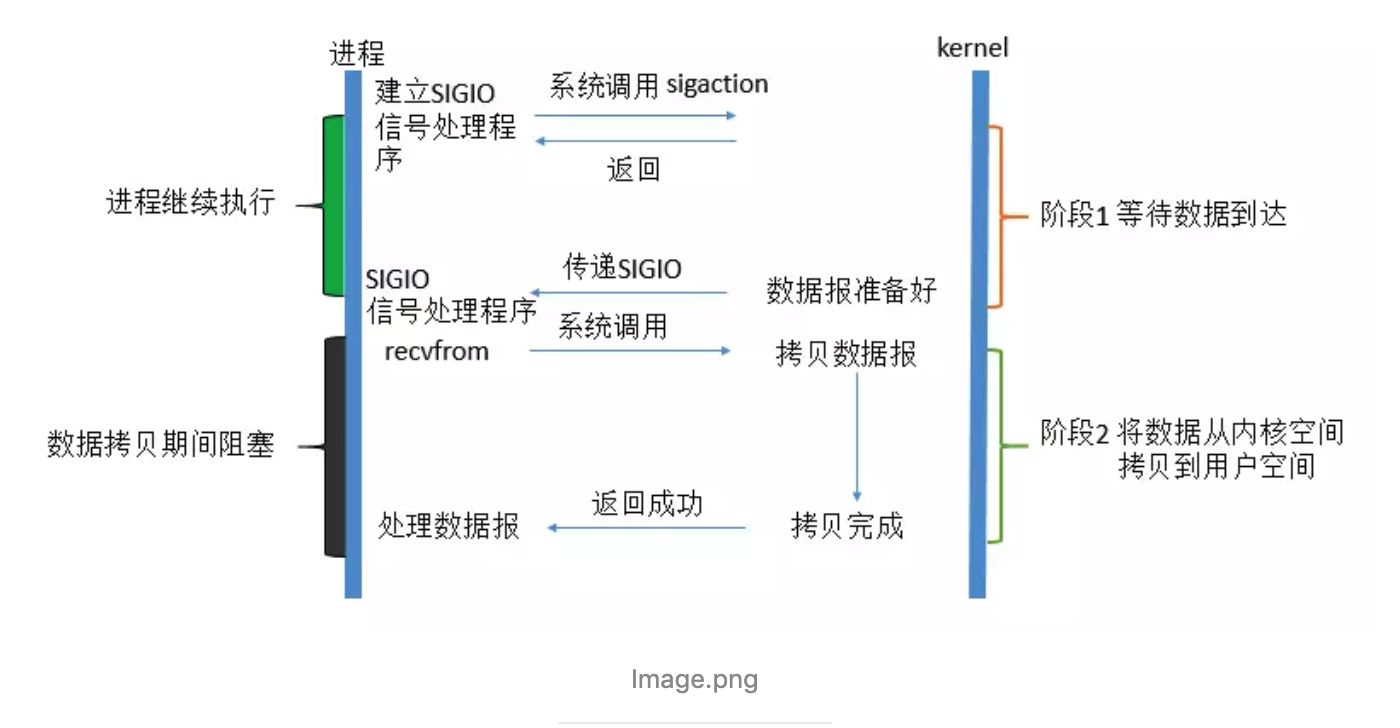 进程
kernel
建立SIGIO
信号处理程
序
系统调用 sigaction
返回
进程继续执行
阶段1 等待数据到达
传递SIGIO
SIGIO
信号处理程序
数据报准备好
系统调用
recvfrom
拷贝数据报
数据拷贝期间阻塞
阶段2 将数据从内核空间
拷贝到用户空间
返回成功
处理数据报
拷贝完成
Image.png